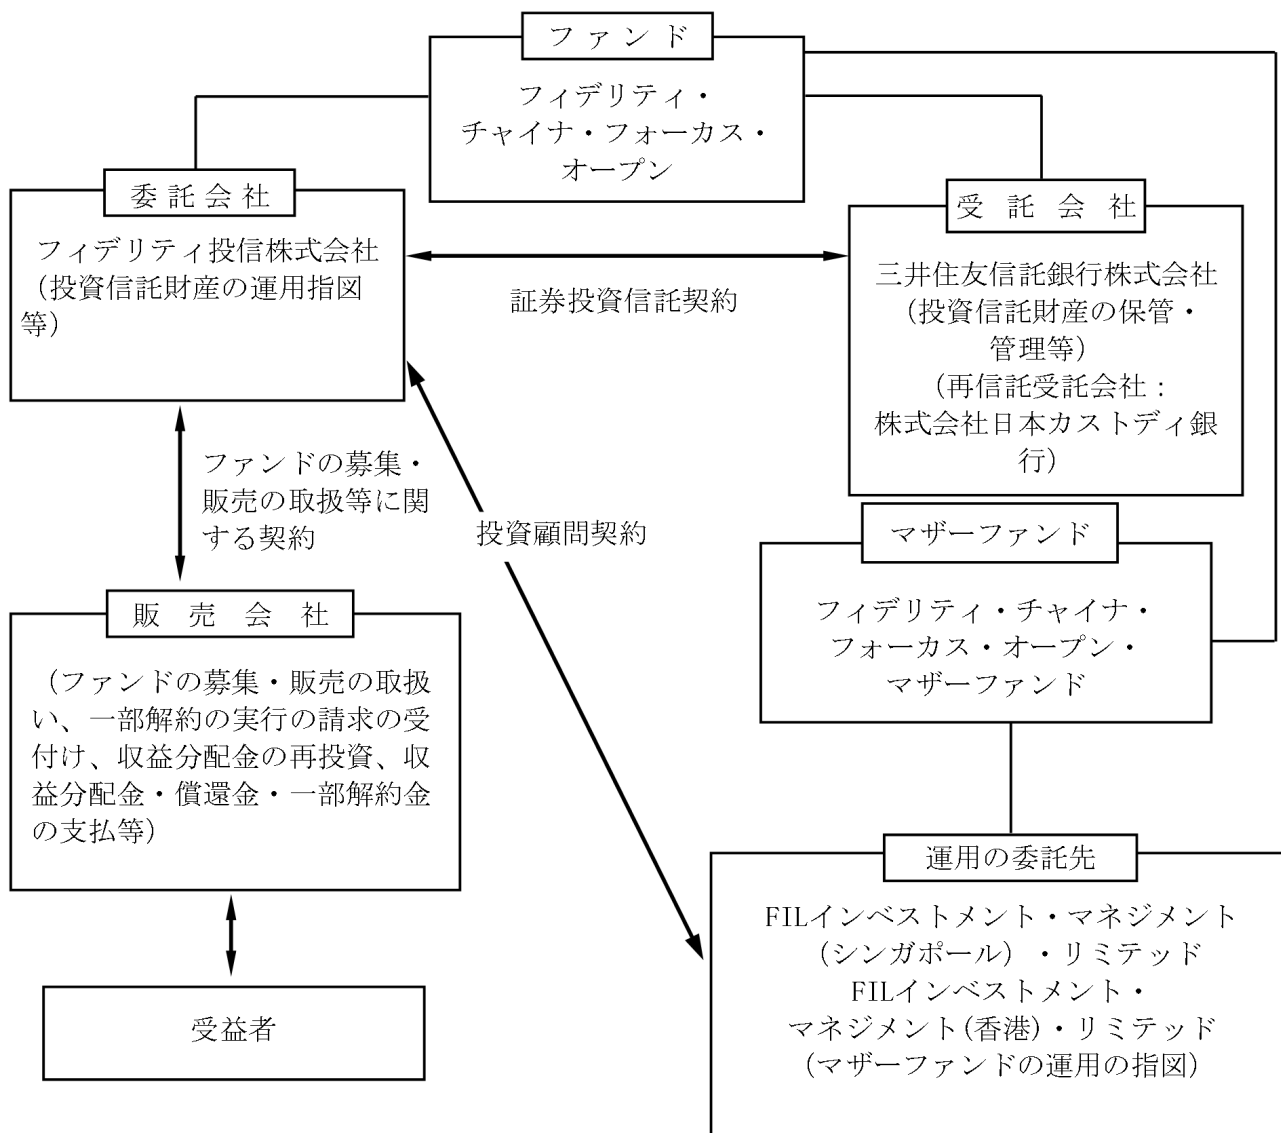 ファンド
フィデリティ・
チャイナ・フォーカス・
オープン
委託会社
フィデリティ投信株式会社
（投資信託財産の運用指図
等）
証券投資信託契約
受託会社
三井住友信託銀行株式会社
（投資信託財産の保管・
管理等）
（再信託受託会社：
株式会社日本カストディ銀
行）
ファンドの募集・
販売の取扱等に関
する契約
投資顧問契約
マザーファンド
フィデリティ・チャイナ・
フォーカス・オープン・
マザーファンド
販売会社
（ファンドの募集・販売の取扱
い、一部解約の実行の請求の受
付け、収益分配金の再投資、収
益分配金・償還金・一部解約金
の支払等）
運用の委託先
FILインベストメント・マネジメント
（シンガポール）・リミテッド
FILインベストメント・
マネジメント(香港)・リミテッド
（マザーファンドの運用の指図）
受益者